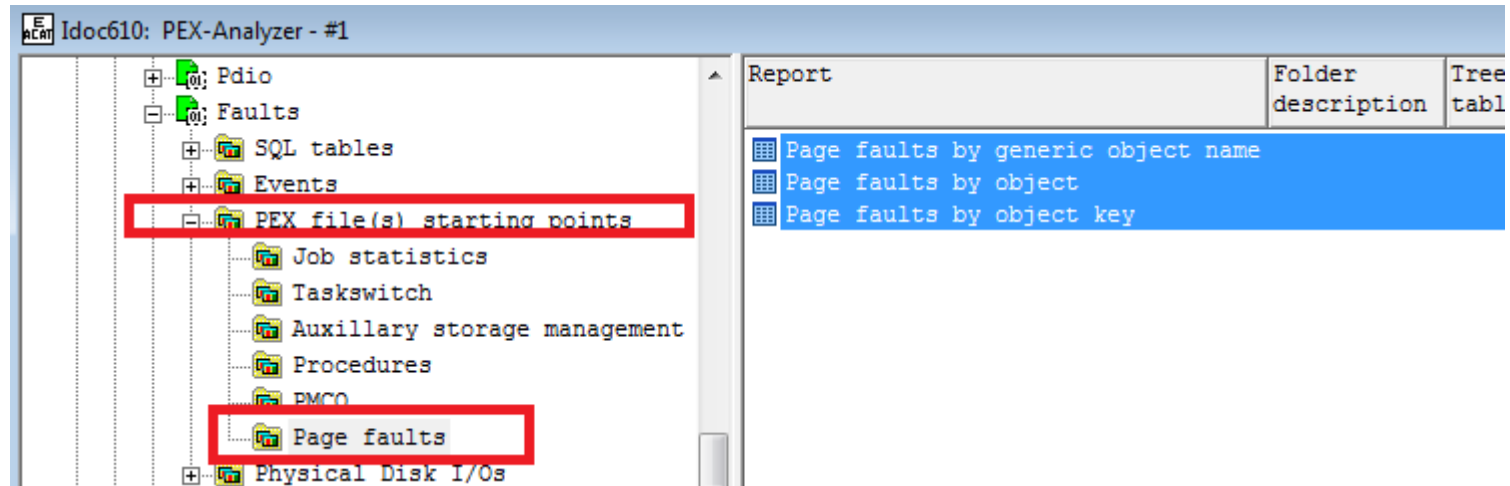 Idoc610: PEX-Analyzer - #1
Pdio
Faults
SQL tables
Events
PEX file(s) starting points
Job statistics
Taskswitch
Auxillary storage management
Procedures
PMCO
Page faults
Physical Disk I/Os
Report
Folder description
Tree tabl
Page faults by generic object name
Page faults by object
Page faults by object key